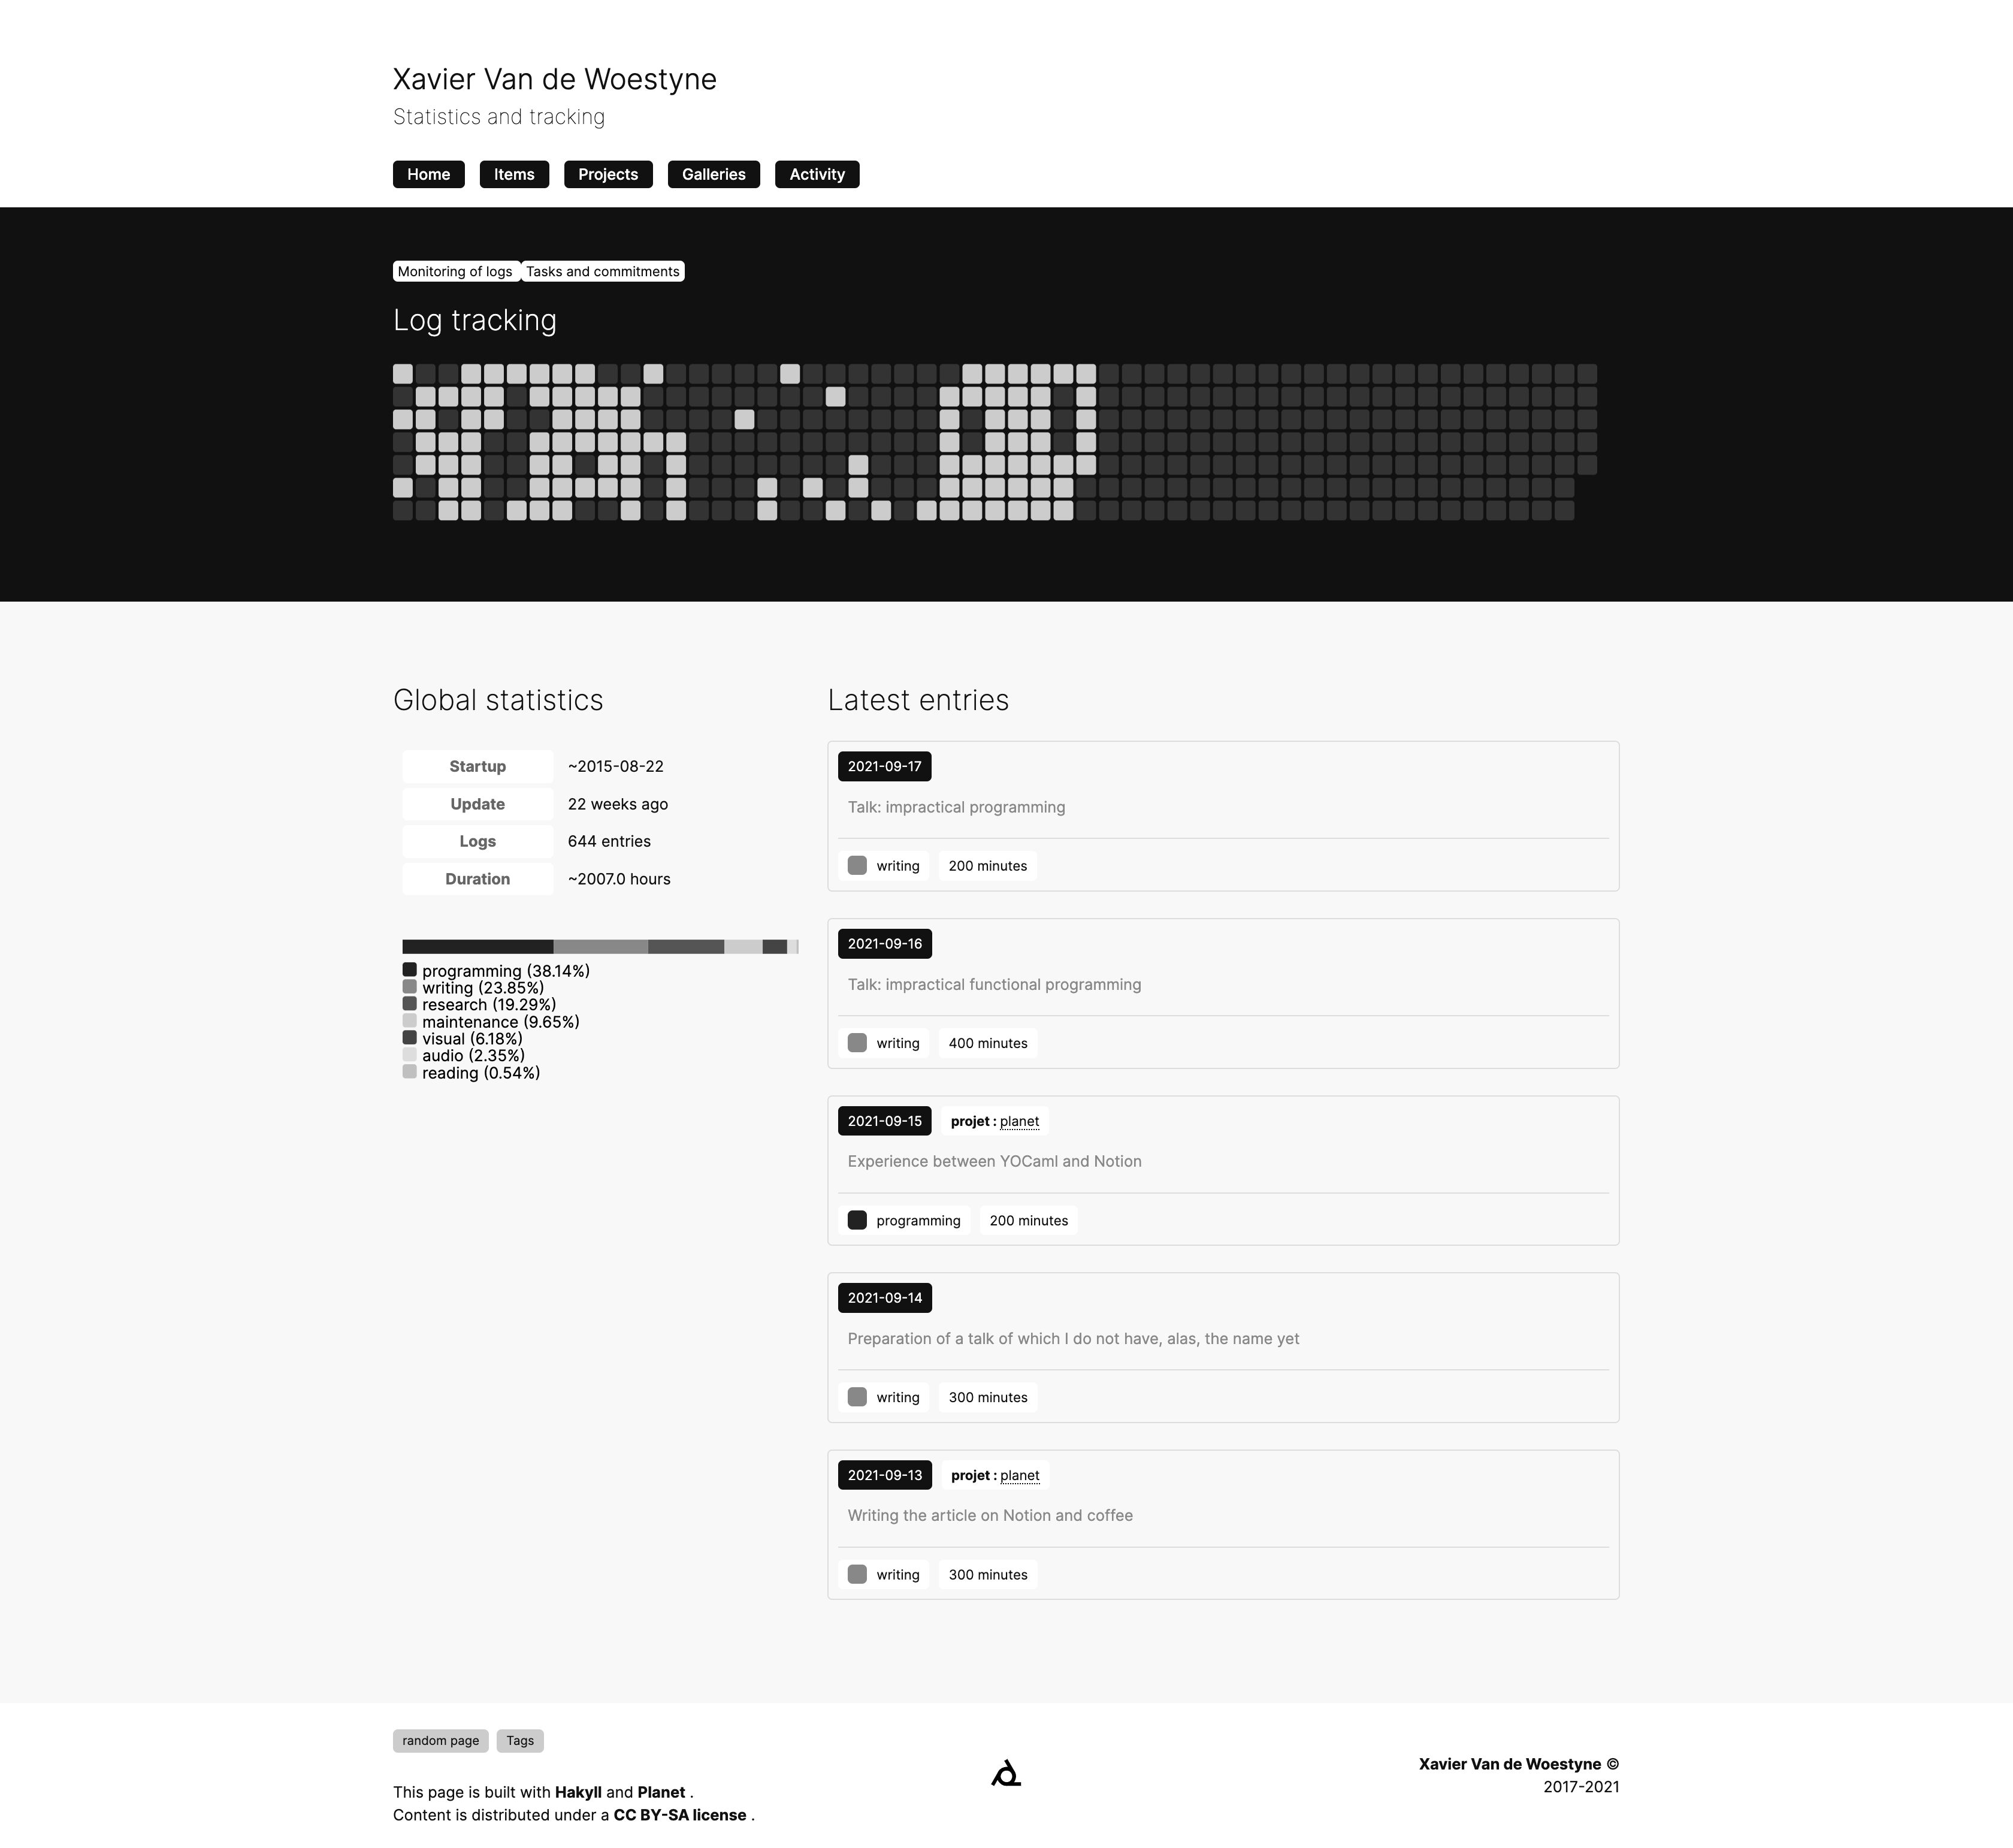 Xavier Van de Woestyne
Statistics and tracking
Home Items Projects Galleries Activity
Monitoring of logs Tasks and commitments
Log tracking
Global statistics
Startup ~2015-08-22
Update 22 weeks ago
Logs 644 entries
Duration ~2007.0 hours
programming (38.14%)
writing (23.85%)
research (19.29%)
maintenance (9.65%)
visual (6.18%)
audio (2.35%)
reading (0.54%)
Latest entries
2021-09-17
Talk: impractical programming
writing 200 minutes
2021-09-16
Talk: impractical functional programming
writing 400 minutes
2021-09-15 projet : planet
Experience between YOCaml and Notion
programming 200 minutes
2021-09-14
Preparation of a talk of which I do not have, alas, the name yet
writing 300 minutes
2021-09-13 projet : planet
Writing the article on Notion and coffee
writing 300 minutes
random page Tags
This page is built with Hakyll and Planet .
Content is distributed under a CC BY-SA license .
Xavier Van de Woestyne ©
2017-2021